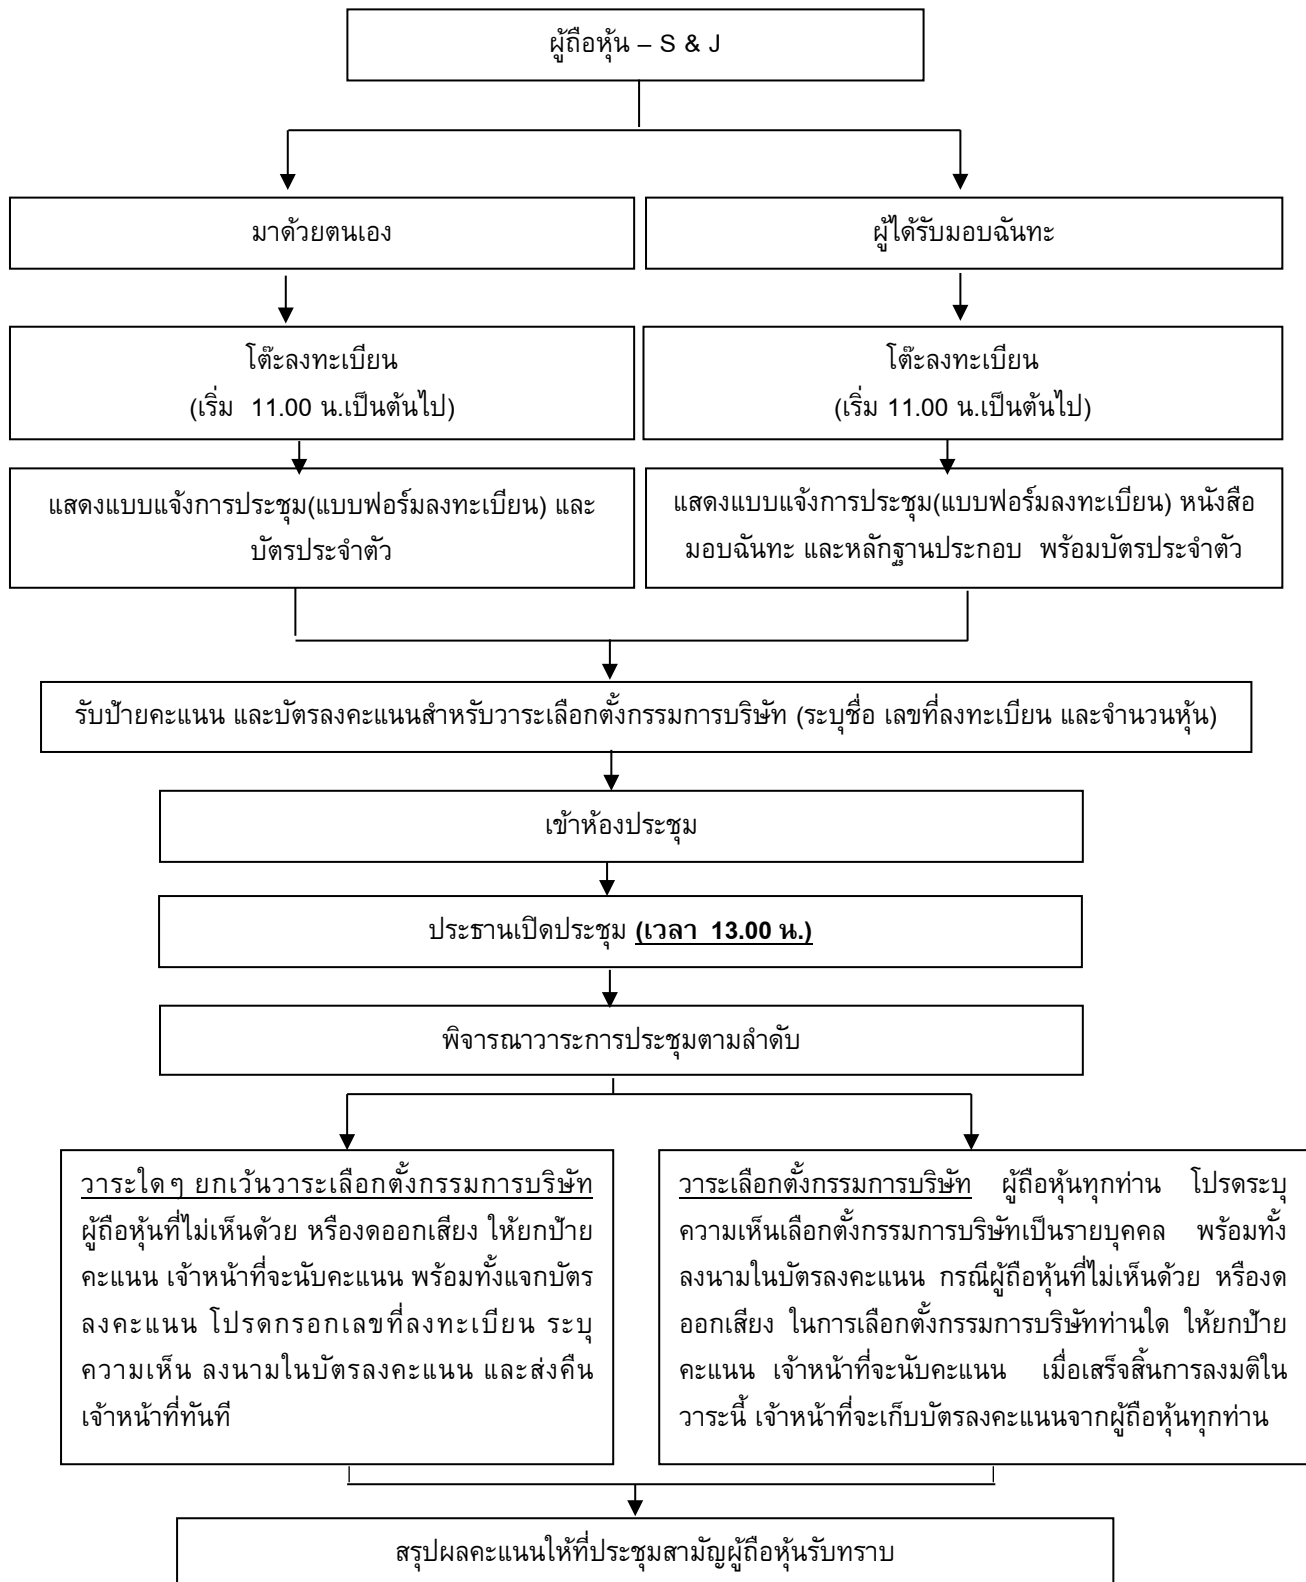 ผู้ถือหุ้น – S & J
มาด้วยตนเอง
ผู้ได้รับมอบฉันทะ
โต๊ะลงทะเบียน
(เริ่ม 11.00 น.เป็นต้นไป)
โต๊ะลงทะเบียน
(เริ่ม 11.00 น.เป็นต้นไป)
แสดงแบบแจ้งการประชุม(แบบฟอร์มลงทะเบียน) และ
บัตรประจำตัว
แสดงแบบแจ้งการประชุม(แบบฟอร์มลงทะเบียน) หนังสือ
มอบฉันทะ และหลักฐานประกอบ พร้อมบัตรประจำตัว
รับป้ายคะแนน และบัตรลงคะแนนสำหรับวาระเลือกตั้งกรรมการบริษัท (ระบุชื่อ เลขที่ลงทะเบียน และจำนวนหุ้น)
เข้าห้องประชุม
ประธานเปิดประชุม (เวลา 13.00 น.)
พิจารณาวาระการประชุมตามลำดับ
วาระใดๆ ยกเว้นวาระเลือกตั้งกรรมการบริษัท
ผู้ถือหุ้นที่ไม่เห็นด้วย หรืองดออกเสียง ให้ยกป้าย
คะแนน เจ้าหน้าที่จะนับคะแนน พร้อมทั้งแจกบัตร
ลงคะแนน โปรดกรอกเลขที่ลงทะเบียน ระบุ
ความเห็น ลงนามในบัตรลงคะแนน และส่งคืน
เจ้าหน้าที่ทันที
วาระเลือกตั้งกรรมการบริษัท ผู้ถือหุ้นทุกท่าน โปรดระบุ
ความเห็นเลือกตั้งกรรมการบริษัทเป็นรายบุคคล พร้อมทั้ง
ลงนามในบัตรลงคะแนน กรณีผู้ถือหุ้นที่ไม่เห็นด้วย หรืองด
ออกเสียง ในการเลือกตั้งกรรมการบริษัทท่านใด ให้ยกป้าย
คะแนน เจ้าหน้าที่จะนับคะแนน เมื่อเสร็จสิ้นการลงมติใน
วาระนี้ เจ้าหน้าที่จะเก็บบัตรลงคะแนนจากผู้ถือหุ้นทุกท่าน
สรุปผลคะแนนให้ที่ประชุมสามัญผู้ถือหุ้นรับทราบ